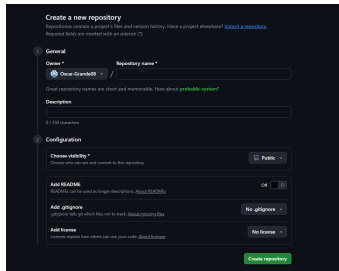 Create a new repository
Repositories contain a project's files and version history. Have a project elsewhere? Import a repository.
Required fields are marked with an asterisk (*).
1 General
Owner * Repository name *
Oscar-Grande08 /
Great repository names are short and memorable. How about probable-system?
Description
0 / 350 characters
2 Configuration
Choose visibility *
Choose who can see and commit to this repository
Public
Add README
READMEs can be used as longer descriptions. About READMEs
Off
Add .gitignore
.gitignore tells git which files not to track. About ignoring files
No .gitignore
Add license
Licenses explain how others can use your code. About licenses
No license
Create repository